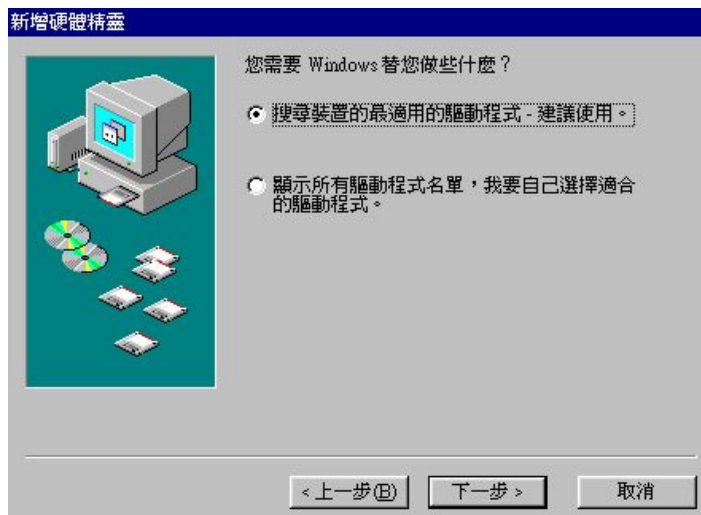 新增硬體精靈
您需要 Windows 替您做些什麼？
搜尋裝置的最適用的驅動程式 - 建議使用。
顯示所有驅動程式名單，我要自己選擇適合
的驅動程式。
<上一步(B)
下一步 >
取消